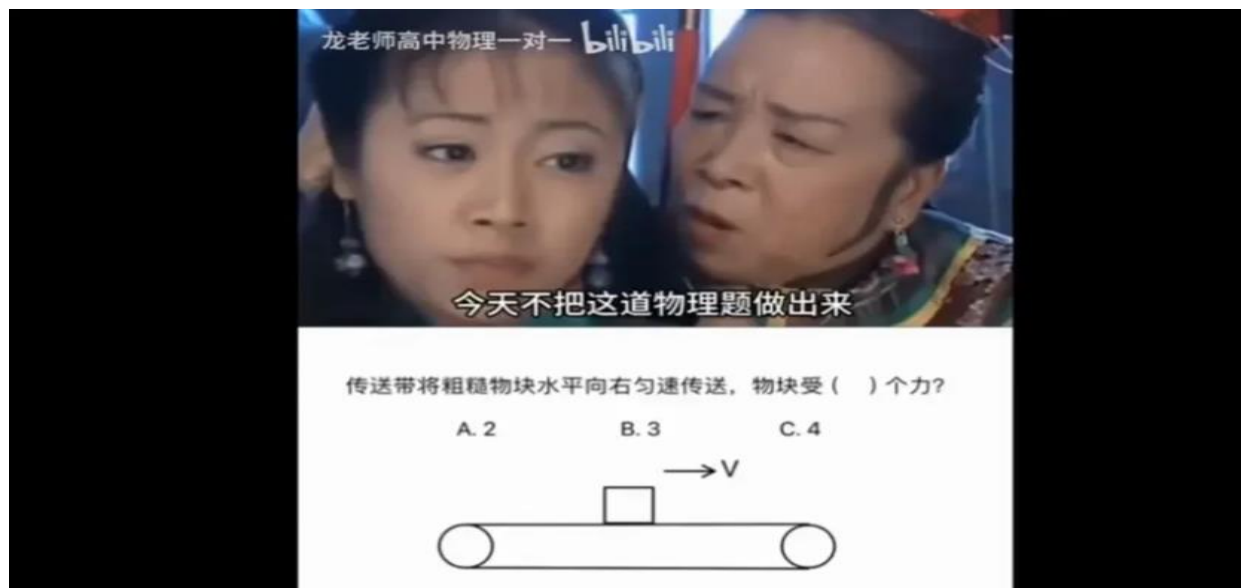 龙老师高中物理一对一 bilibili
今天不把这道物理题做出来
传送带将粗糙物块水平向右匀速传送，物块受（ ）个力？
A. 2 B. 3 C. 4
V